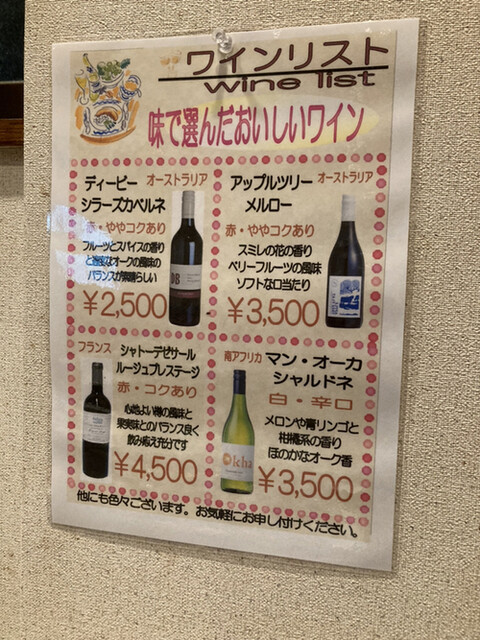 ワインリスト
wine list
味で選んだおいしいワイン
ディービー オーストラリア
シラーズカベルネ
赤・ややコクあり
フルーツとスパイスの香り
と微妙なオークの風味の
バランスが素晴らしい
DB
¥2,500
アップルツリー オーストラリア
メルロー
赤・ややコクあり
スミレの花の香り
ベリーフルーツの風味
ソフトな口当たり
¥3,500
フランス シャトーデゼサール
ルージュプレステージ
赤・コクあり
心地よい樽の風味と
果実味とのバランス良く
飲み応え充分です
¥4,500
南アフリカ マン・オーカ
シャルドネ
白・辛口
メロンや青リンゴと
柑橘系の香り
ほのかなオーク香
Okha
¥3,500
他にも色々ございます。お気軽にお申し付けください。